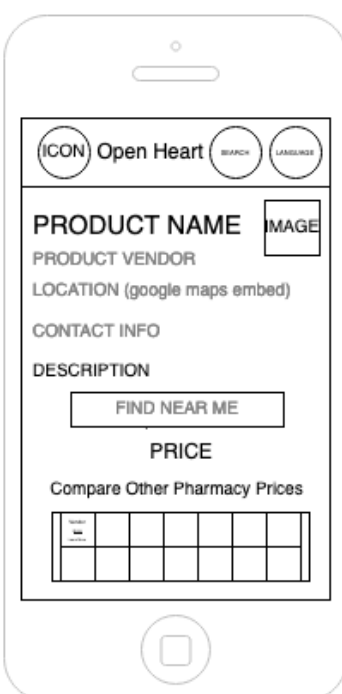 ICON Open Heart SEARCH LANGUAGE
PRODUCT NAME IMAGE
PRODUCT VENDOR
LOCATION (google maps embed)
CONTACT INFO
DESCRIPTION
FIND NEAR ME
PRICE
Compare Other Pharmacy Prices